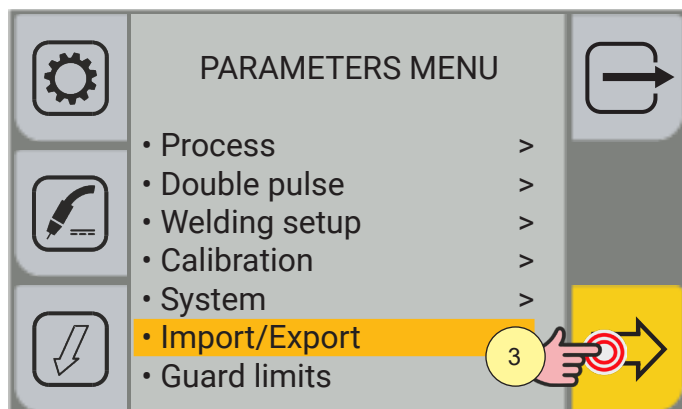 PARAMETERS MENU
• Process >
• Double pulse >
• Welding setup >
• Calibration >
• System >
• Import/Export
3
• Guard limits